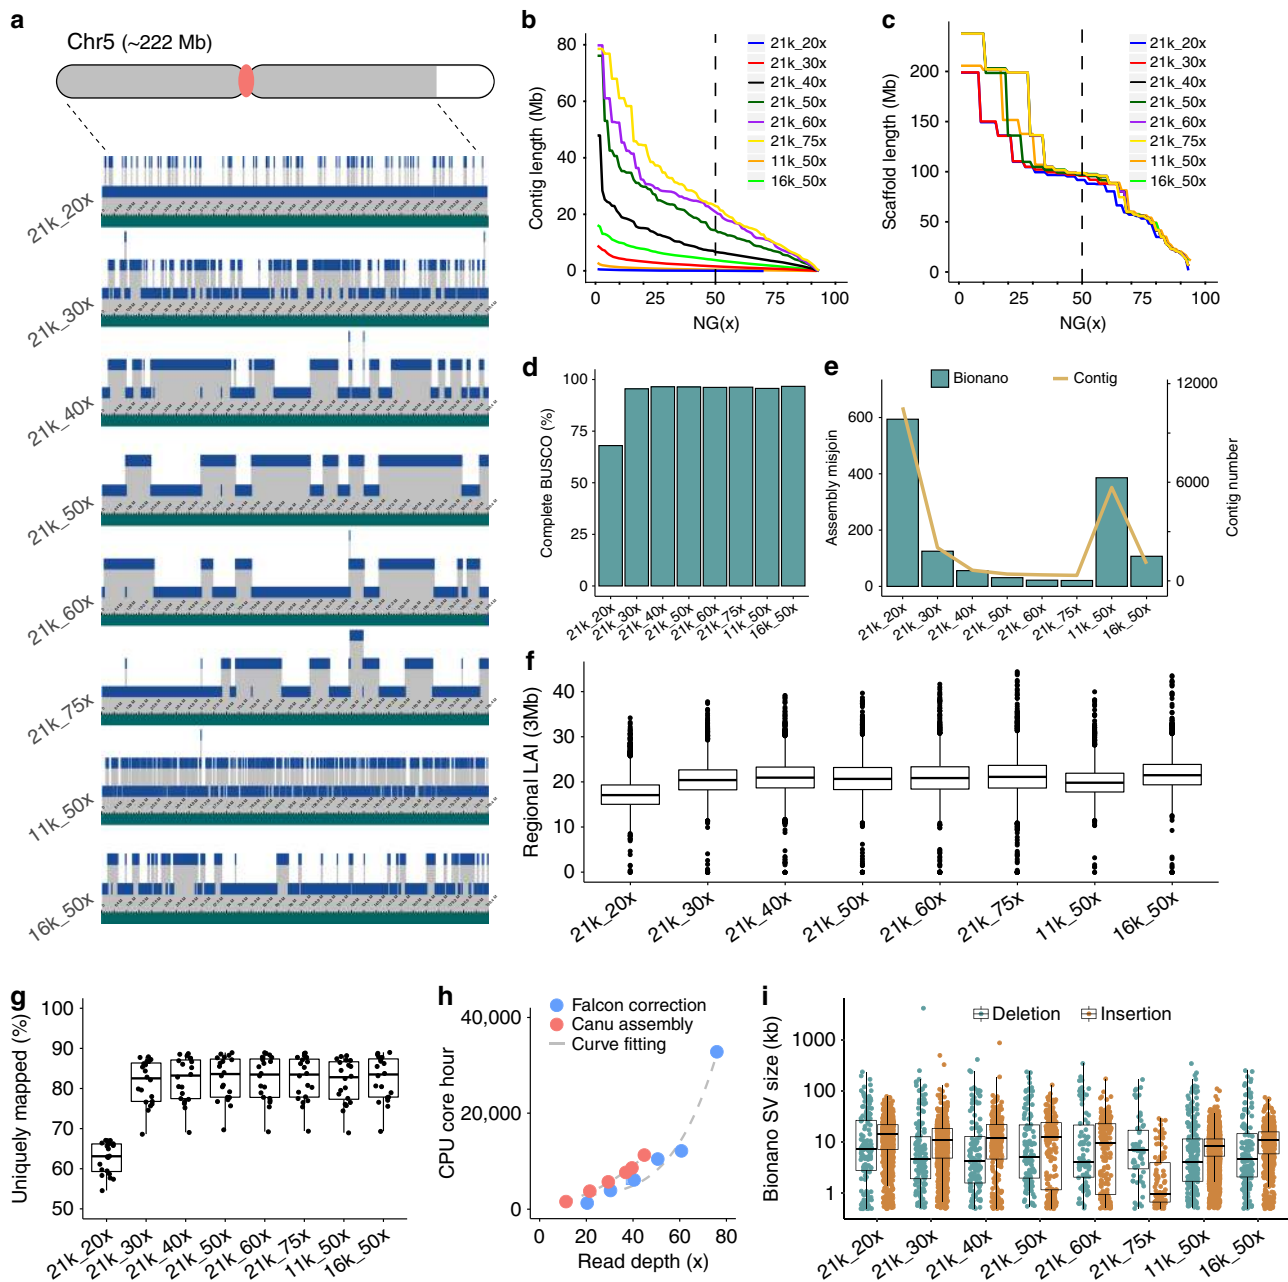 a
Chr5 (~222 Mb)
21k_20x
21k_30x
21k_40x
21k_50x
21k_60x
21k_75x
11k_50x
16k_50x
b
Contig length (Mb)
80
60
40
20
0
0 25 50 75 100
NG(x)
21k_20x
21k_30x
21k_40x
21k_50x
21k_60x
21k_75x
11k_50x
16k_50x
c
Scaffold length (Mb)
200
150
100
50
0
0 25 50 75 100
NG(x)
21k_20x
21k_30x
21k_40x
21k_50x
21k_60x
21k_75x
11k_50x
16k_50x
d
Complete BUSCO (%)
100
75
50
25
0
21k_20x 21k_30x 21k_40x 21k_50x 21k_60x 21k_75x 11k_50x 16k_50x
e
Bionano Contig
Assembly misjoin
600
400
200
0
Contig number
12000
6000
0
21k_20x 21k_30x 21k_40x 21k_50x 21k_60x 21k_75x 11k_50x 16k_50x
f
Regional LAI (3Mb)
40
30
20
10
0
21k_20x 21k_30x 21k_40x 21k_50x 21k_60x 21k_75x 11k_50x 16k_50x
g
Uniquely mapped (%)
100
90
80
70
60
50
21k_20x 21k_30x 21k_40x 21k_50x 21k_60x 21k_75x 11k_50x 16k_50x
h
Falcon correction
Canu assembly
Curve fitting
CPU core hour
40,000
20,000
0
0 20 40 60 80
Read depth (x)
i
Deletion Insertion
Bionano SV size (kb)
1000
100
10
1
21k_20x 21k_30x 21k_40x 21k_50x 21k_60x 21k_75x 11k_50x 16k_50x